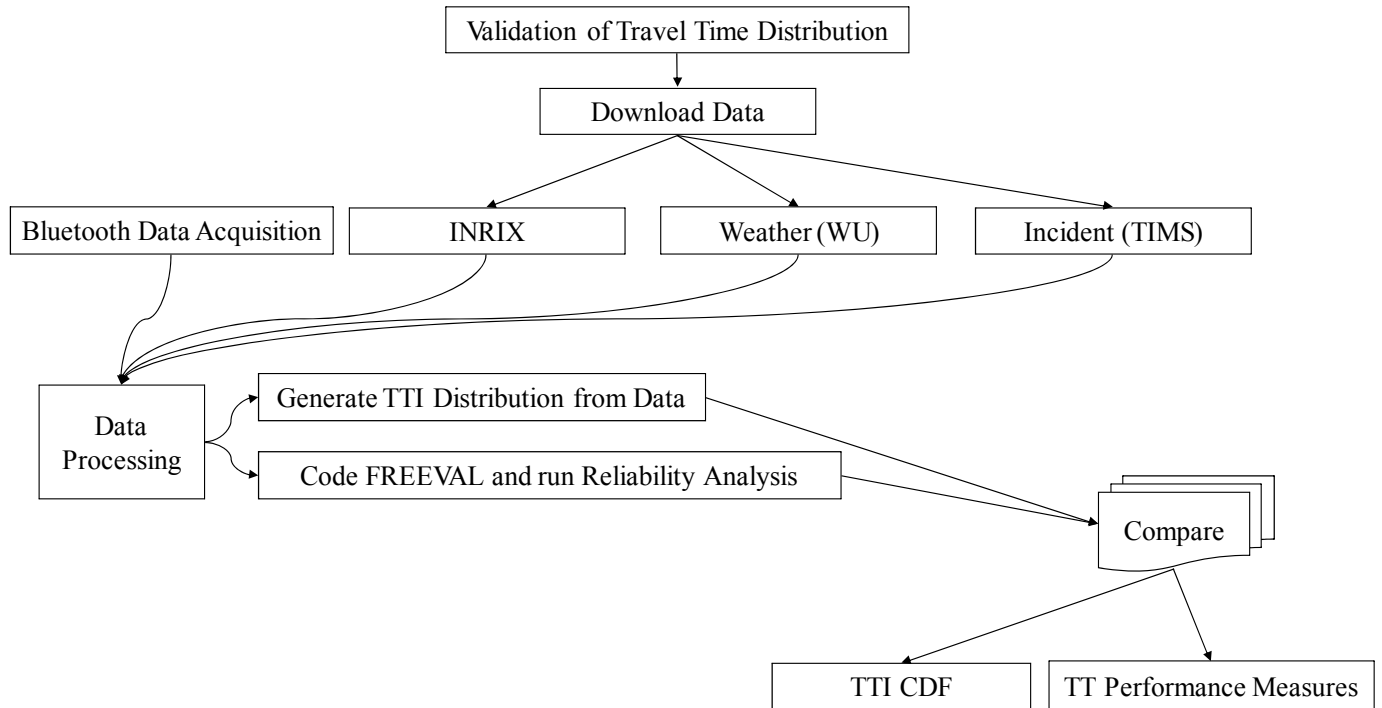 Validation of Travel Time Distribution
Download Data
Bluetooth Data Acquisition
INRIX
Weather (WU)
Incident (TIMS)
Data
Processing
Generate TTI Distribution from Data
Code FREEVAL and run Reliability Analysis
Compare
TTI CDF
TT Performance Measures